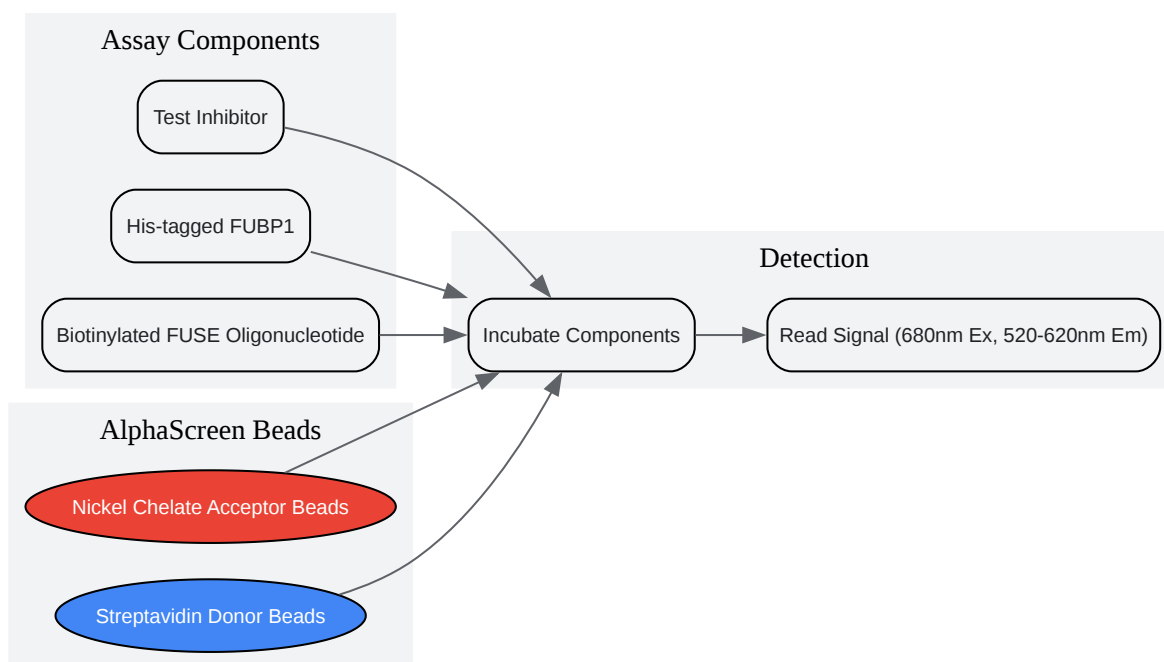 Assay Components
Test Inhibitor
His-tagged FUBP1
Biotinylated FUSE Oligonucleotide
Detection
Incubate Components
Read Signal (680nm Ex, 520-620nm Em)
AlphaScreen Beads
Nickel Chelate Acceptor Beads
Streptavidin Donor Beads